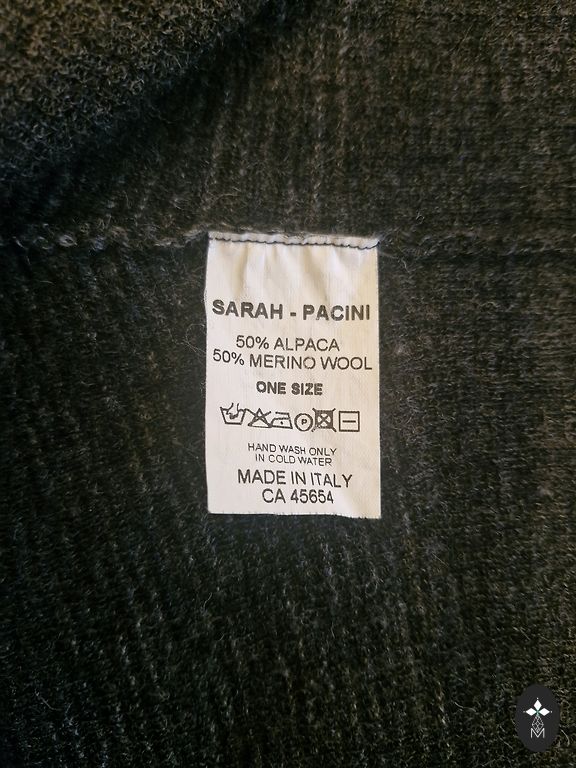 SARAH - PACINI
50% ALPACA
50% MERINO WOOL
ONE SIZE
HAND WASH ONLY
IN COLD WATER
MADE IN ITALY
CA 45654